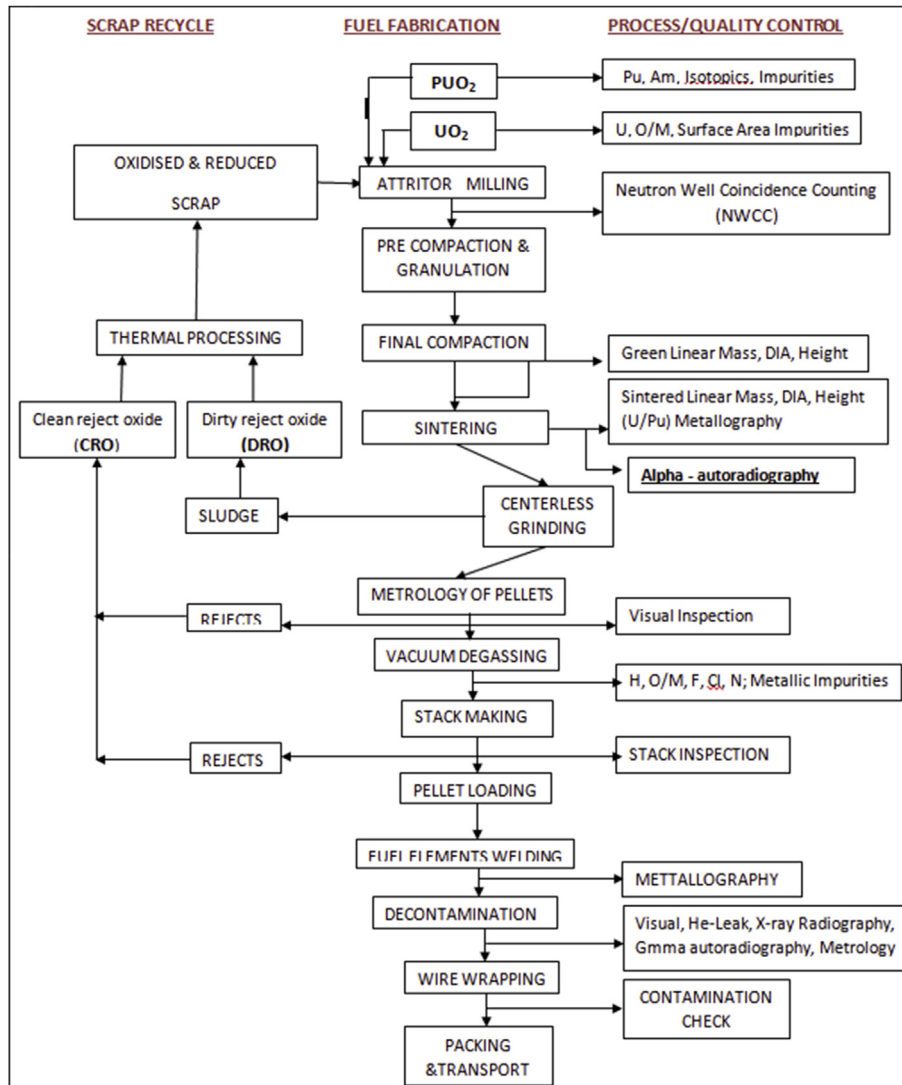 SCRAP RECYCLE FUEL FABRICATION PROCESS/QUALITY CONTROL
PUO₂ Pu, Am, Isotopics, Impurities
UO₂ U, O/M, Surface Area Impurities
OXIDISED & REDUCED
SCRAP
ATTRITOR MILLING
Neutron Well Coincidence Counting
(NWCC)
PRE COMPACTION &
GRANULATION
THERMAL PROCESSING
FINAL COMPACTION
Green Linear Mass, DIA, Height
Clean reject oxide
(CRO)
Dirty reject oxide
(DRO)
SINTERING
Sintered Linear Mass, DIA, Height
(U/Pu) Metallography
Alpha - autoradiography
SLUDGE
CENTERLESS
GRINDING
METROLOGY OF PELLETS
REJECTS
Visual Inspection
VACUUM DEGASSING
H, O/M, F, Cl, N; Metallic Impurities
STACK MAKING
REJECTS
STACK INSPECTION
PELLET LOADING
FUEL ELEMENTS WELDING
METTALLOGRAPHY
DECONTAMINATION
Visual, He-Leak, X-ray Radiography,
Gmma autoradiography, Metrology
WIRE WRAPPING
CONTAMINATION
CHECK
PACKING
&TRANSPORT